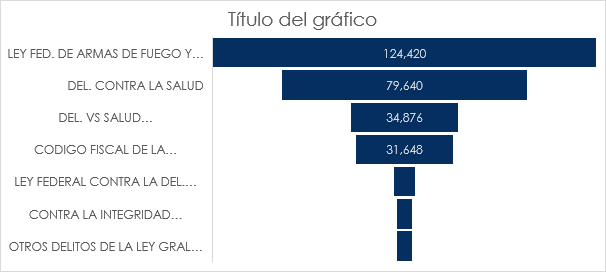 Título del gráfico
LEY FED. DE ARMAS DE FUEGO Y...
124,420
DEL. CONTRA LA SALUD
79,640
DEL. VS SALUD...
34,876
CODIGO FISCAL DE LA...
31,648
LEY FEDERAL CONTRA LA DEL....
CONTRA LA INTEGRIDAD...
OTROS DELITOS DE LA LEY GRAL...